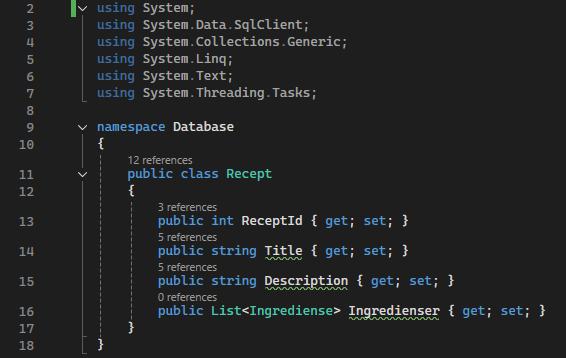 2 using System;
3 using System.Data.SqlClient;
4 using System.Collections.Generic;
5 using System.Linq;
6 using System.Text;
7 using System.Threading.Tasks;
8
9 namespace Database
10 {
12 references
11 public class Recept
12 {
3 references
13 public int ReceptId { get; set; }
5 references
14 public string Title { get; set; }
5 references
15 public string Description { get; set; }
0 references
16 public List<Ingrediense> Ingredienser { get; set; }
17 }
18 }